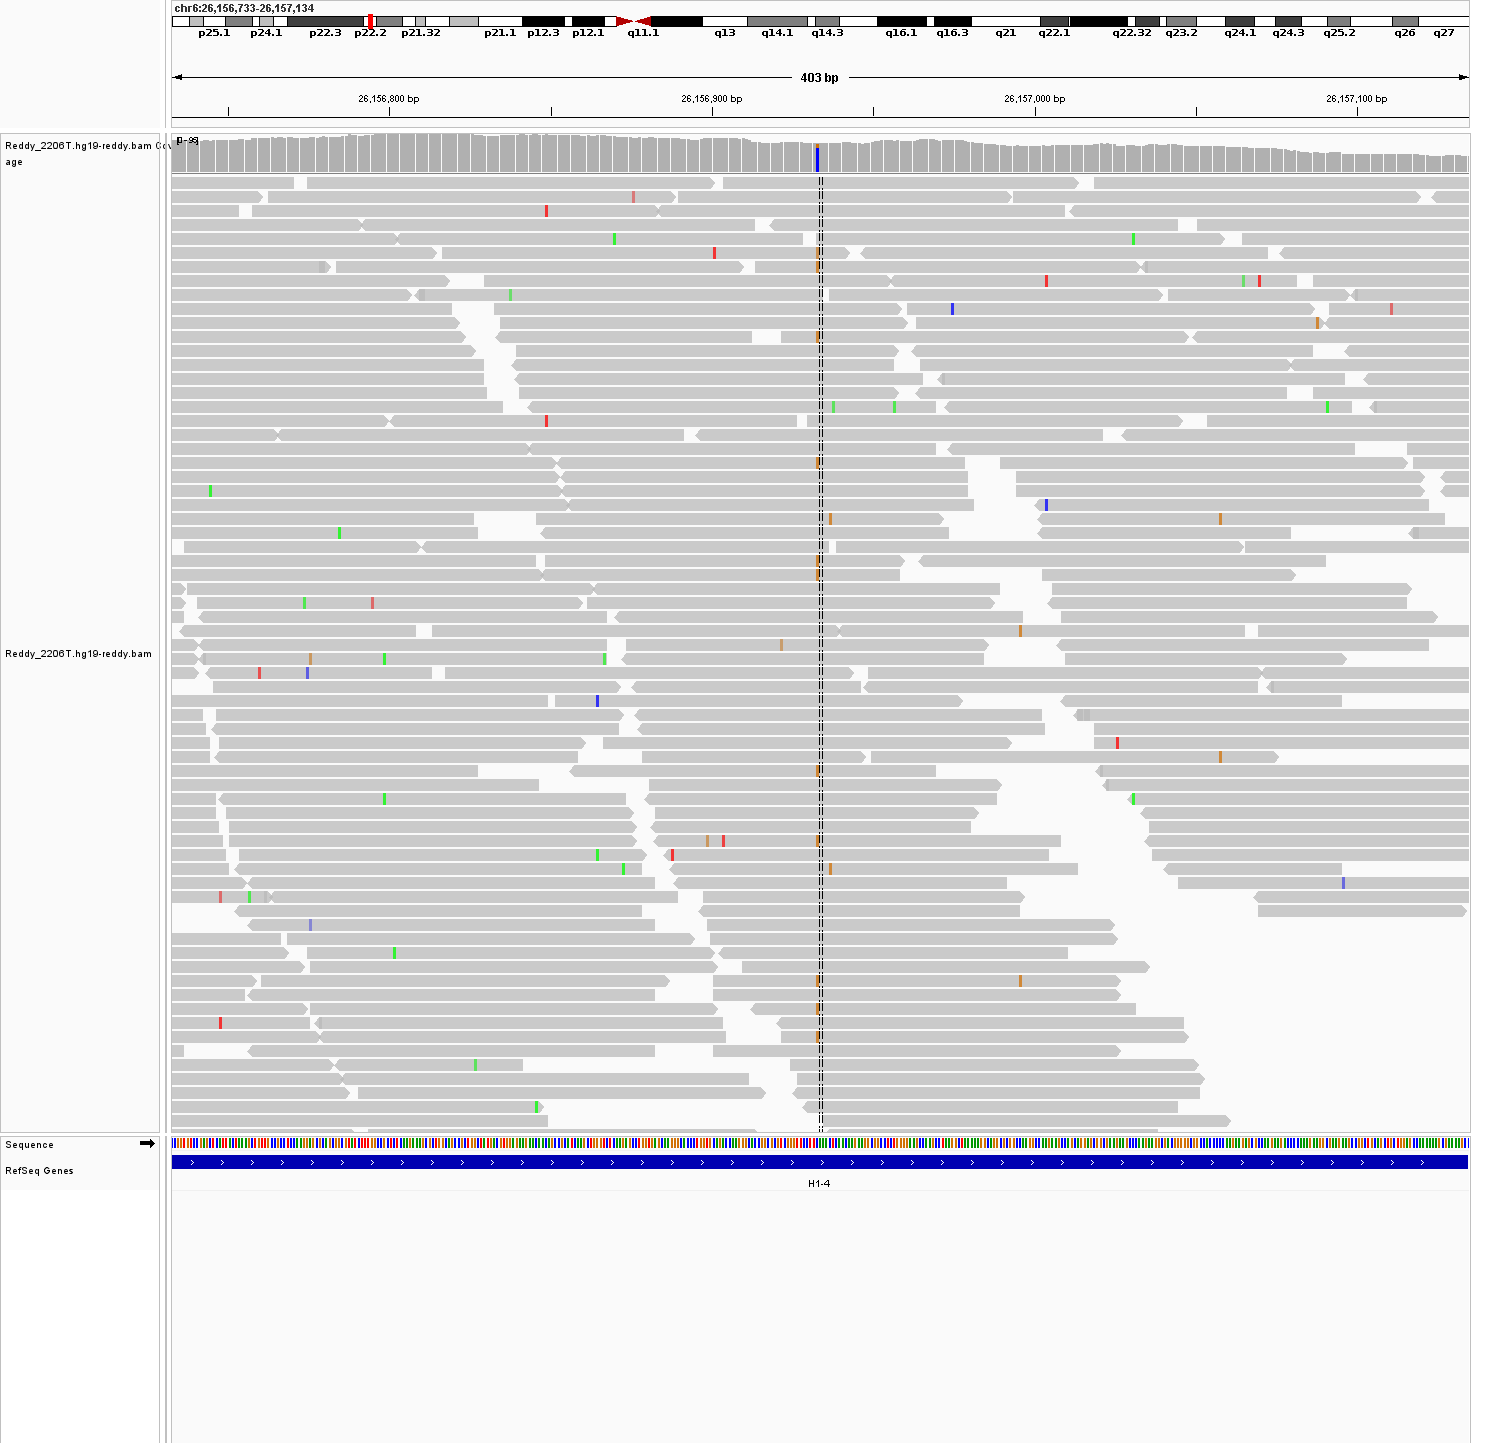 chr6:26,156,733-26,157,134
p25.1 p24.1 p22.3 p22.2 p21.32 p21.1 p12.3 p12.1 q11.1 q13 q14.1 q14.3 q16.1 q16.3 q21 q22.1 q22.32 q23.2 q24.1 q24.3 q25.2 q26 q27
403 bp
26,156,800 bp 26,156,900 bp 26,157,000 bp 26,157,100 bp
Reddy_2206T.hg19-reddy.bam Cov
age
Reddy_2206T.hg19-reddy.bam
Sequence
RefSeq Genes
H1-4